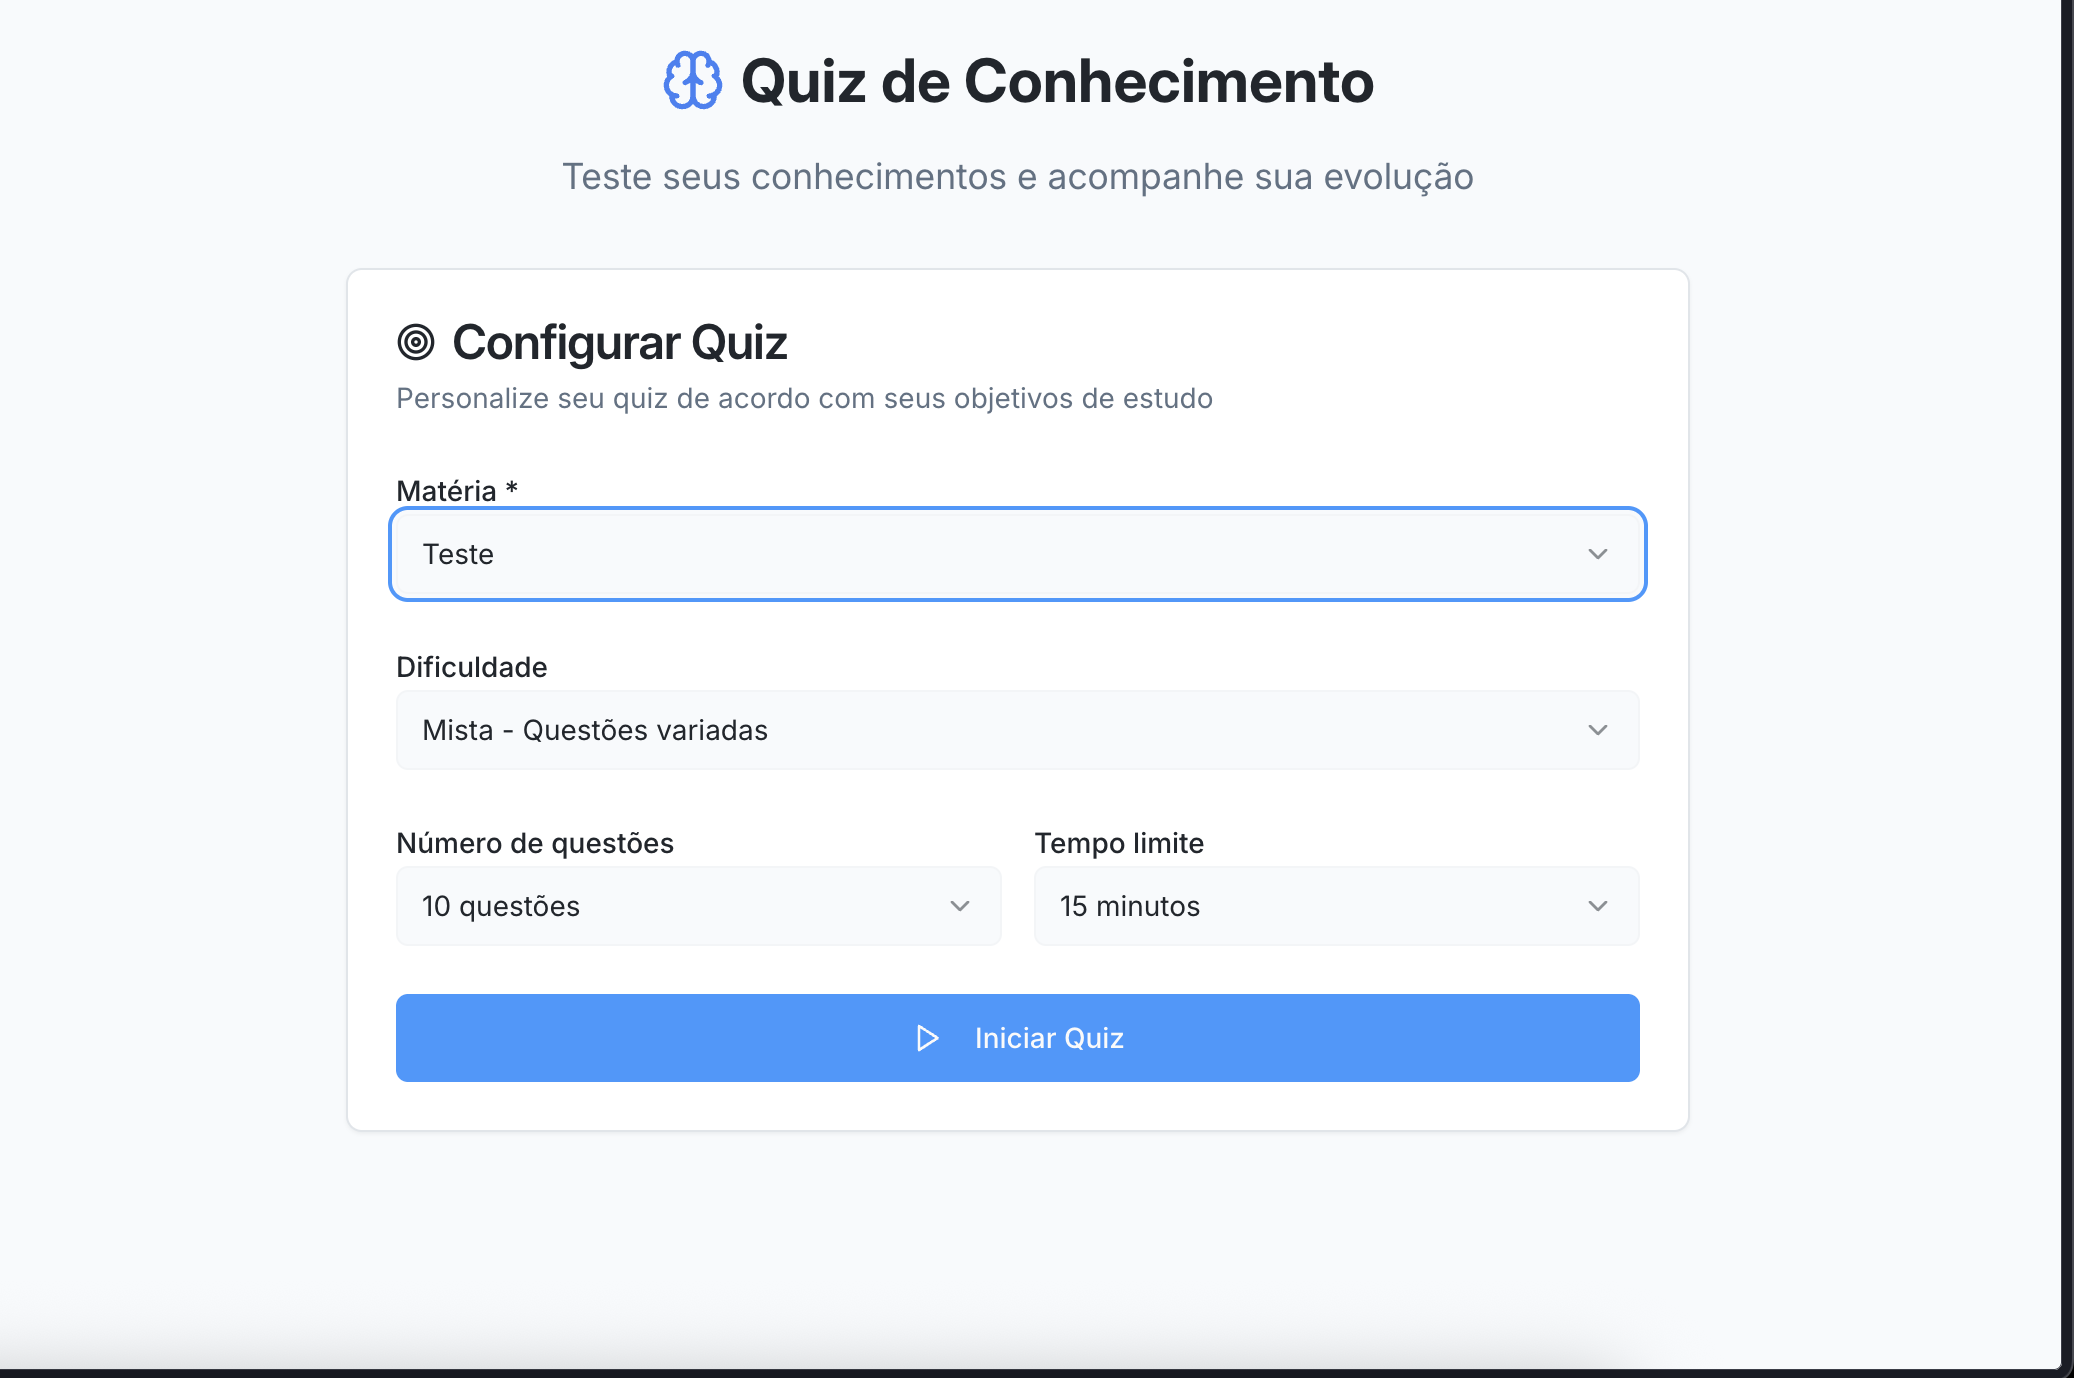 Quiz de Conhecimento
Teste seus conhecimentos e acompanhe sua evolução
Configurar Quiz
Personalize seu quiz de acordo com seus objetivos de estudo
Matéria *
Teste
Dificuldade
Mista - Questões variadas
Número de questões
10 questões
Tempo limite
15 minutos
Iniciar Quiz